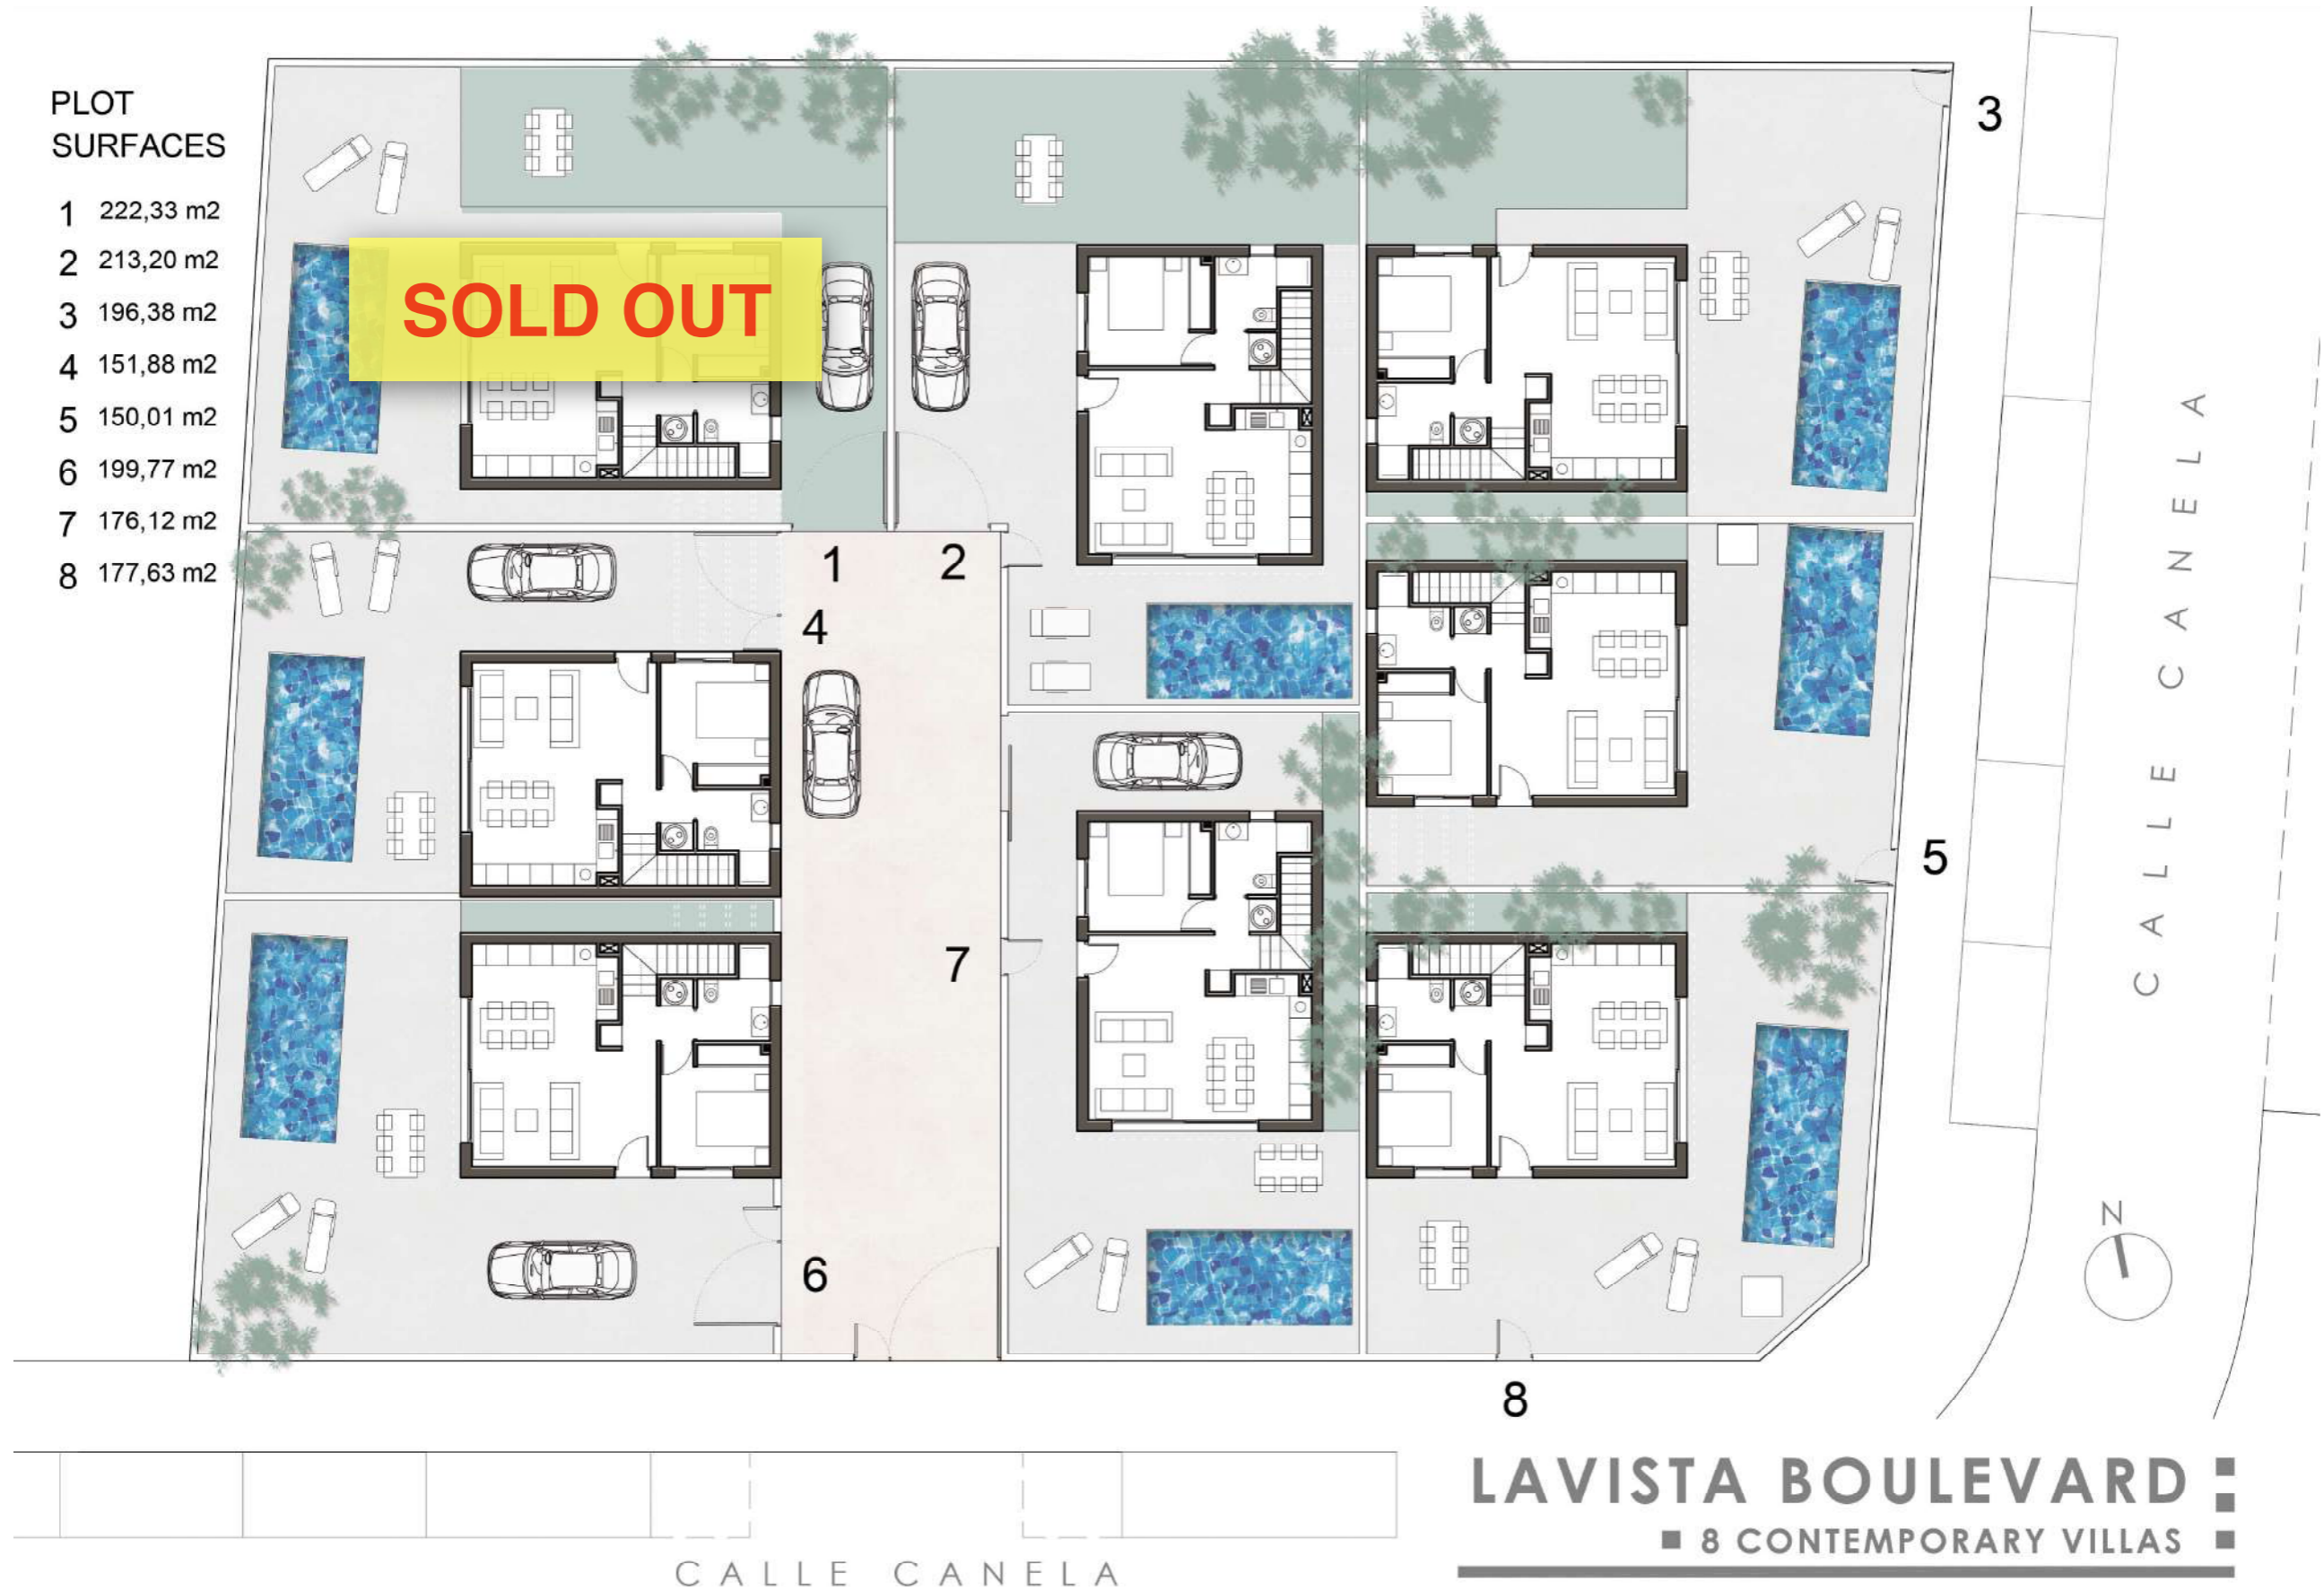 PLOT
SURFACES
1 222,33 m2
2 213,20 m2
3 196,38 m2
4 151,88 m2
5 150,01 m2
6 199,77 m2
7 176,12 m2
8 177,63 m2
SOLD OUT
3
1
2
4
5
7
6
8
CALLE CANELA
N
LAVISTA BOULEVARD
8 CONTEMPORARY VILLAS
CALLE CANELA